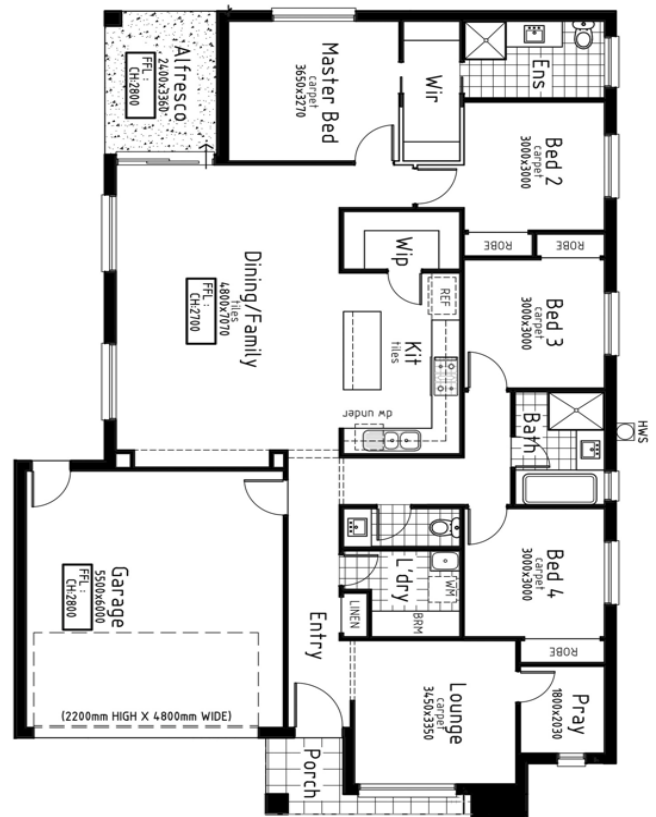 Alfresco
2400x3360
FFL :
CH:2800
Master Bed
carpet
3650x3270
Wir
Ens
Bed 2
carpet
3000x3000
ROBE
ROBE
Wip
REF
Dining/Family
tiles
4800x7070
FFL :
CH:2700
Kit
tiles
dw under
Bed 3
carpet
3000x3000
Bath
HWS
Garage
5500x6000
FFL :
CH:2800
(2200mm HIGH X 4800mm WIDE)
L'dry
WM
BRM
LINEN
Entry
Bed 4
carpet
3000x3000
ROBE
Lounge
carpet
3450x3350
Pray
1800x2030
Porch